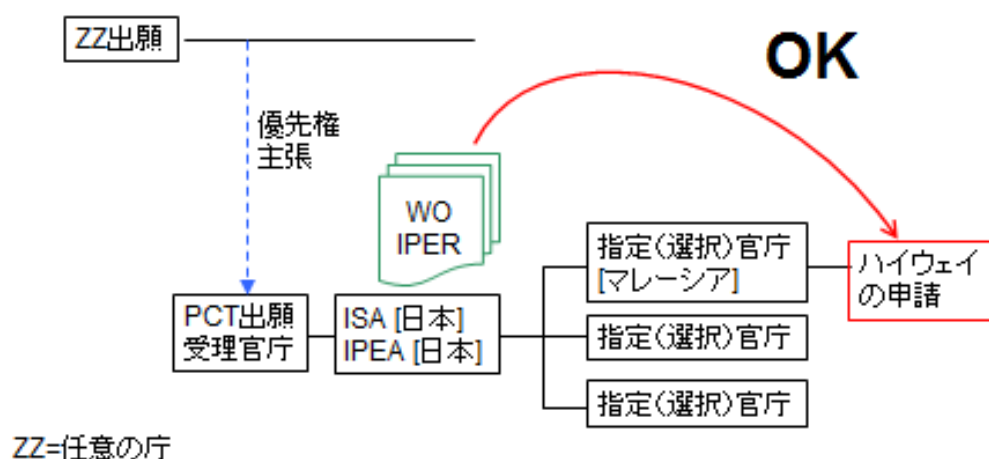 ZZ出願
OK
優先権
主張
WO
IPER
指定(選択)官庁
[マレーシア]
ハイウェイ
の申請
PCT出願
受理官庁
ISA [日本]
IPEA [日本]
指定(選択)官庁
指定(選択)官庁
ZZ=任意の庁